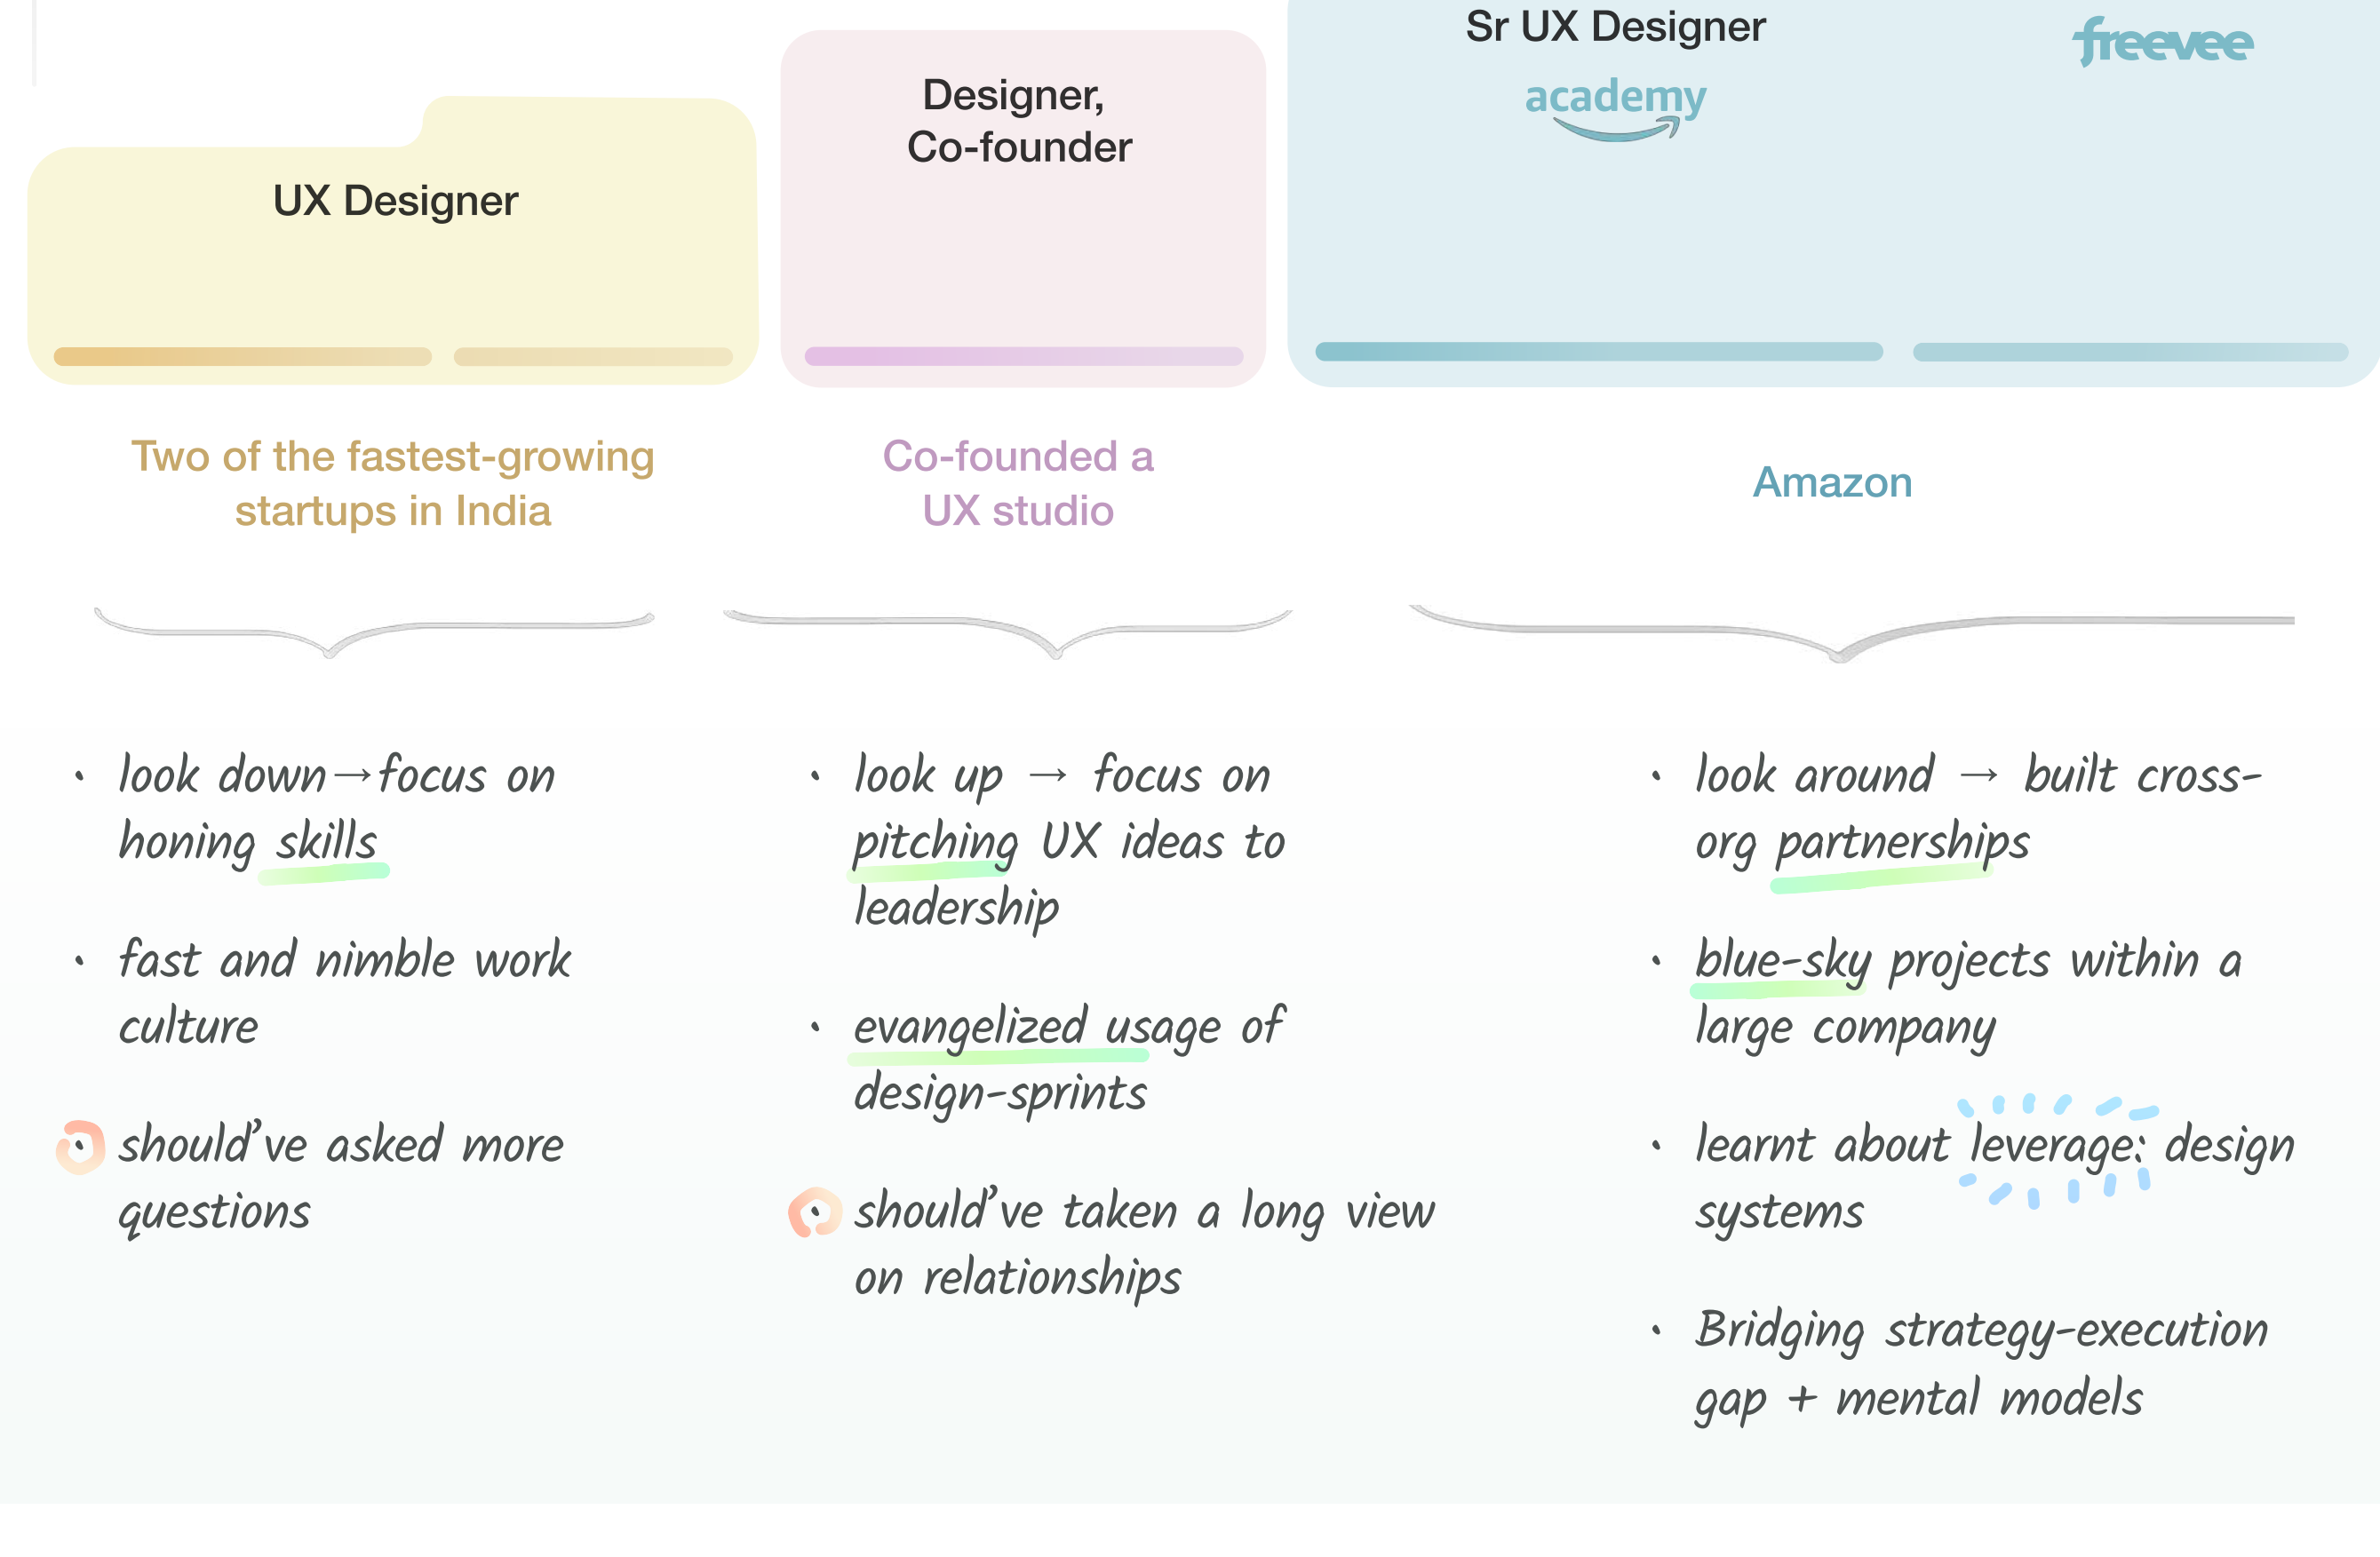 Sr UX Designer
freevee
academy
Designer,
Co-founder
UX Designer
Two of the fastest-growing
startups in India
Co-founded a
UX studio
Amazon
• look down→focus on
honing skills
• fast and nimble work
culture
• should've asked more
questions
• look up → focus on
pitching UX ideas to
leadership
• evangelized usage of
design-sprints
• should've taken a long view
on relationships
• look around → built cross-
org partnerships
• blue-sky projects within a
large company
• learnt about leverage: design
systems
• Bridging strategy-execution
gap + mental models